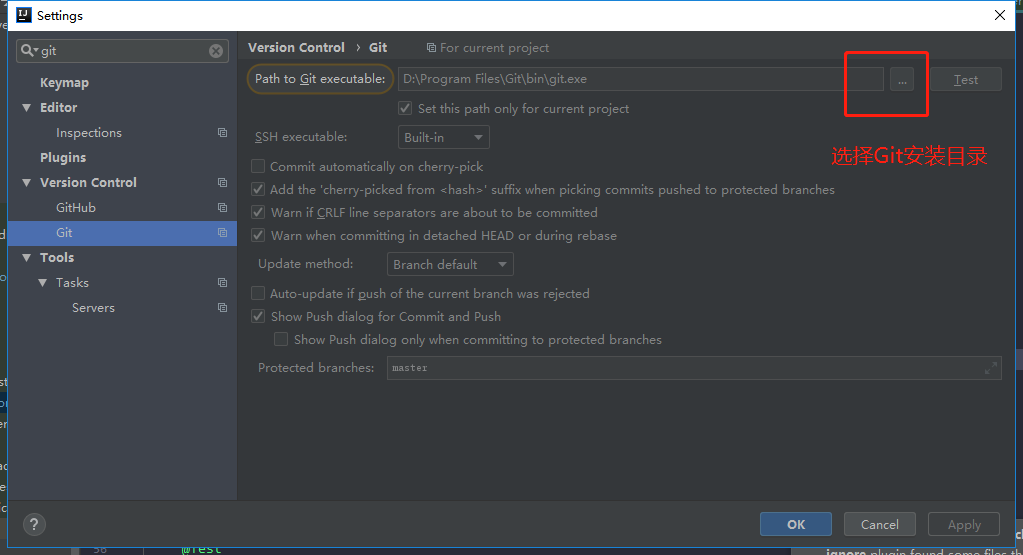 Settings
git
Version Control › Git
For current project
Keymap
Path to Git executable:
D:\Program Files\Git\bin\git.exe
...
Test
Editor
Set this path only for current project
Inspections
SSH executable:
Built-in
选择Git安装目录
Plugins
Commit automatically on cherry-pick
Version Control
Add the 'cherry-picked from <hash>' suffix when picking commits pushed to protected branches
GitHub
Warn if CRLF line separators are about to be committed
Git
Warn when committing in detached HEAD or during rebase
Tools
Update method:
Branch default
Tasks
Auto-update if push of the current branch was rejected
Servers
Show Push dialog for Commit and Push
Show Push dialog only when committing to protected branches
Protected branches:
master
?
OK
Cancel
Apply
56
@Test